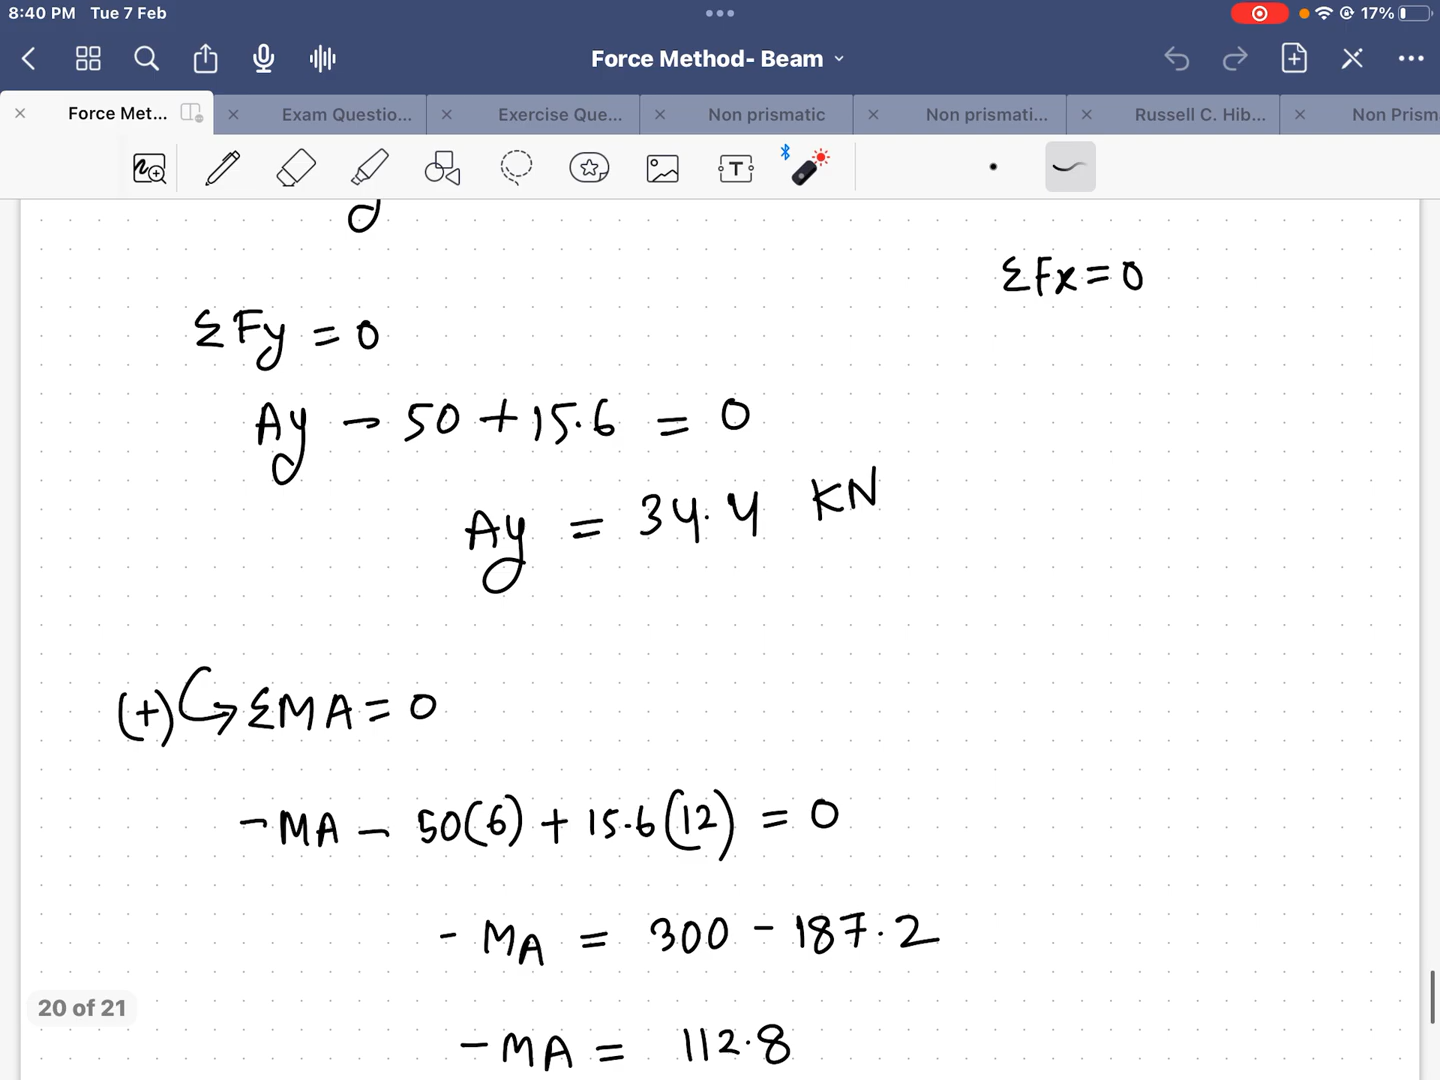 8:40 PM Tue 7 Feb
17%
Force Method- Beam
Force Met...
Exam Questio...
Exercise Que...
Non prismatic
Non prismati...
Russell C. Hib...
Non Prism
T
ΣFx = 0
ΣFy = 0
Ay - 50 + 15.6 = 0
Ay = 34.4 KN
(+) ΣMA = 0
-MA - 50(6) + 15.6(12) = 0
- MA = 300 - 187.2
20 of 21
-MA = 112.8